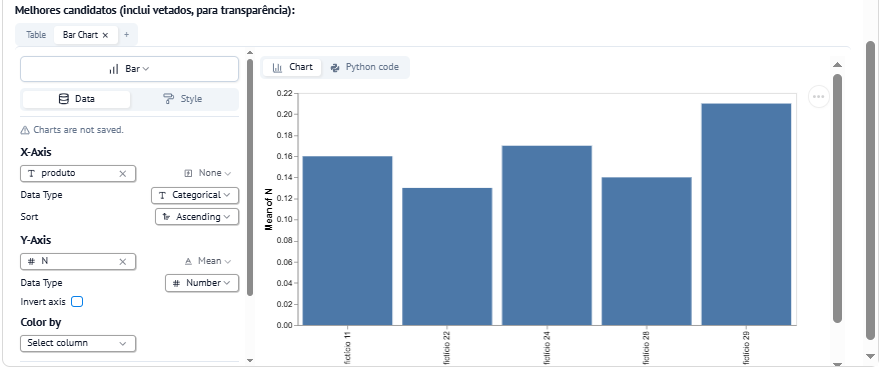 Melhores candidatos (inclui vetados, para transparência):
Table Bar Chart × +
Bar
Data Style
Charts are not saved.
X-Axis
T produto × None
Data Type T Categorical
Sort Ascending
Y-Axis
# N × Mean
Data Type # Number
Invert axis
Color by
Select column
Chart Python code
0.22
0.20
0.18
0.16
0.14
0.12
0.10
0.08
0.06
0.04
0.02
0.00
Mean of N
fictício 11
fictício 22
fictício 24
fictício 28
fictício 29